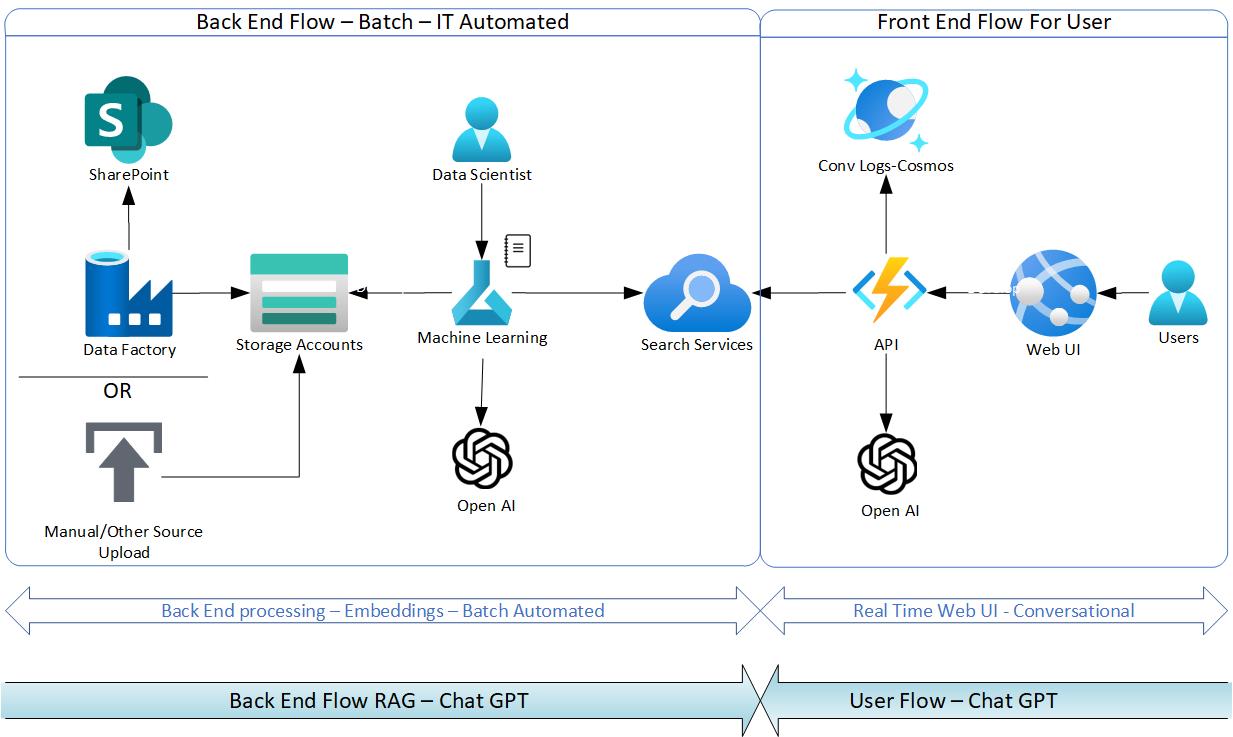 Back End Flow – Batch – IT Automated
Front End Flow For User
S
SharePoint
Data Scientist
Conv Logs-Cosmos
Data Factory
Storage Accounts
Machine Learning
Search Services
API
Web UI
Users
OR
Manual/Other Source
Upload
Open AI
Open AI
Back End processing – Embeddings – Batch Automated
Real Time Web UI - Conversational
Back End Flow RAG – Chat GPT
User Flow – Chat GPT